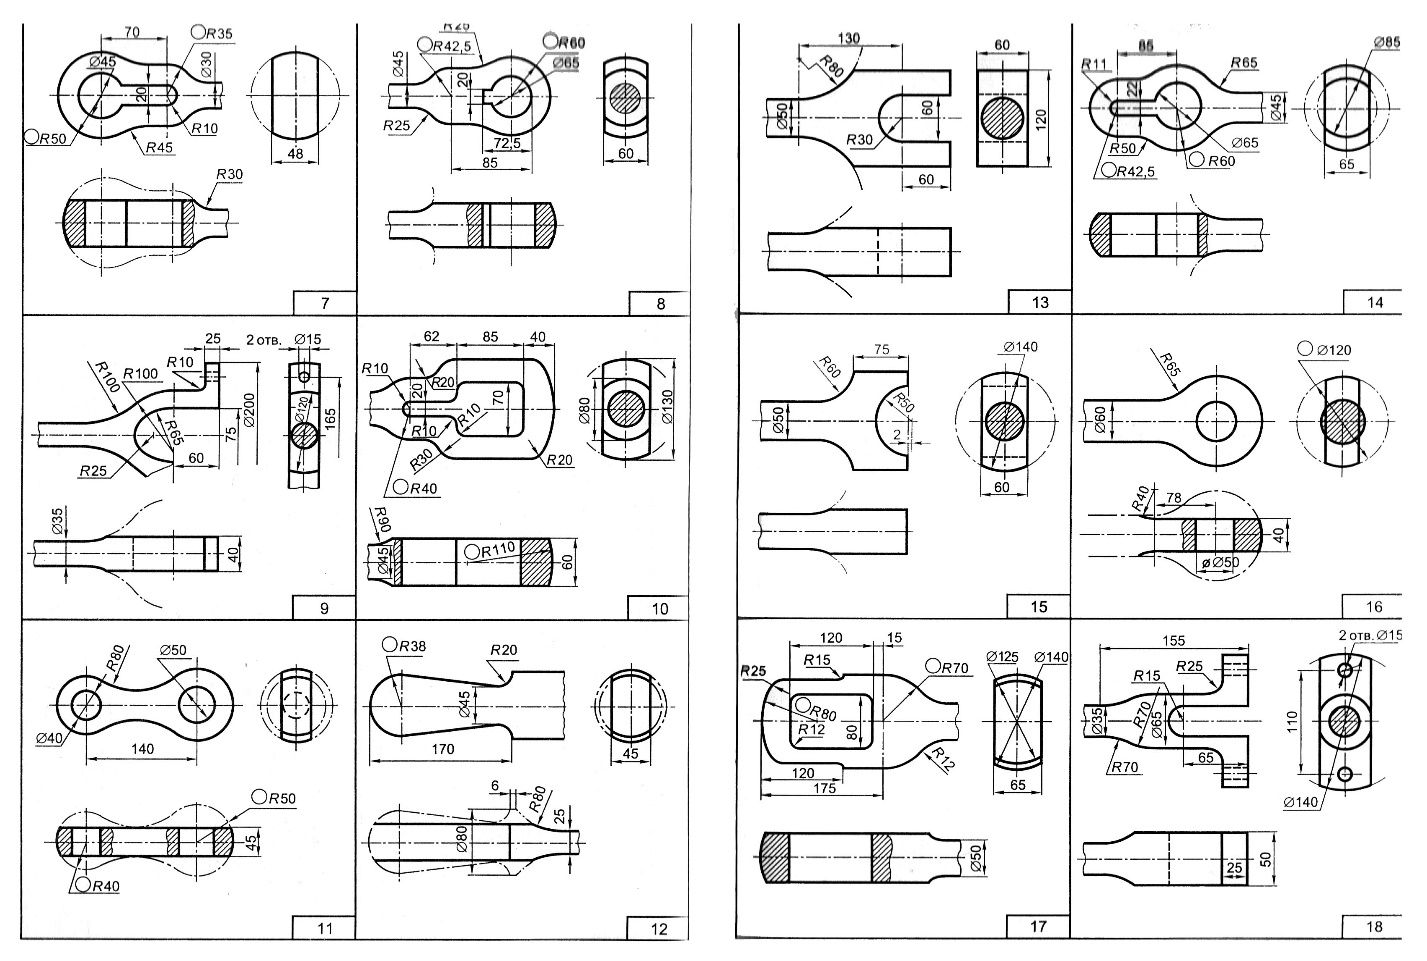 70
◯R35
Ø45
Ø30
20
◯R50
R10
R45
48
R30
7
R25
◯R42,5
◯R60
Ø45
Ø65
20
R25
72,5
85
60
8
130
R80
60
Ø50
60
120
R30
60
13
Ø85
85
R11
R65
22
Ø45
R50
Ø65
◯R60
◯R42,5
65
14
25
2 отв. Ø15
R10
R100
R100
Ø200
Ø120
165
R65
75
60
R25
Ø35
40
9
62
85
40
R10
R20
20
70
Ø80
Ø130
R10
R10
R30
R20
◯R40
R90
Ø45
◯R110
60
10
75
Ø140
R60
R50
Ø50
2
60
15
R65
◯Ø120
Ø60
R40
78
40
øØ50
16
R80
Ø50
Ø40
140
◯R50
45
◯R40
11
◯R38
R20
Ø45
170
45
6
R80
Ø80
25
12
120
15
R25
R15
◯R70
Ø125
Ø140
◯R80
R12
80
R12
120
175
65
Ø50
17
155
2 отв. Ø15
R25
R15
Ø35
R70
Ø65
110
R70
65
Ø140
25
50
18